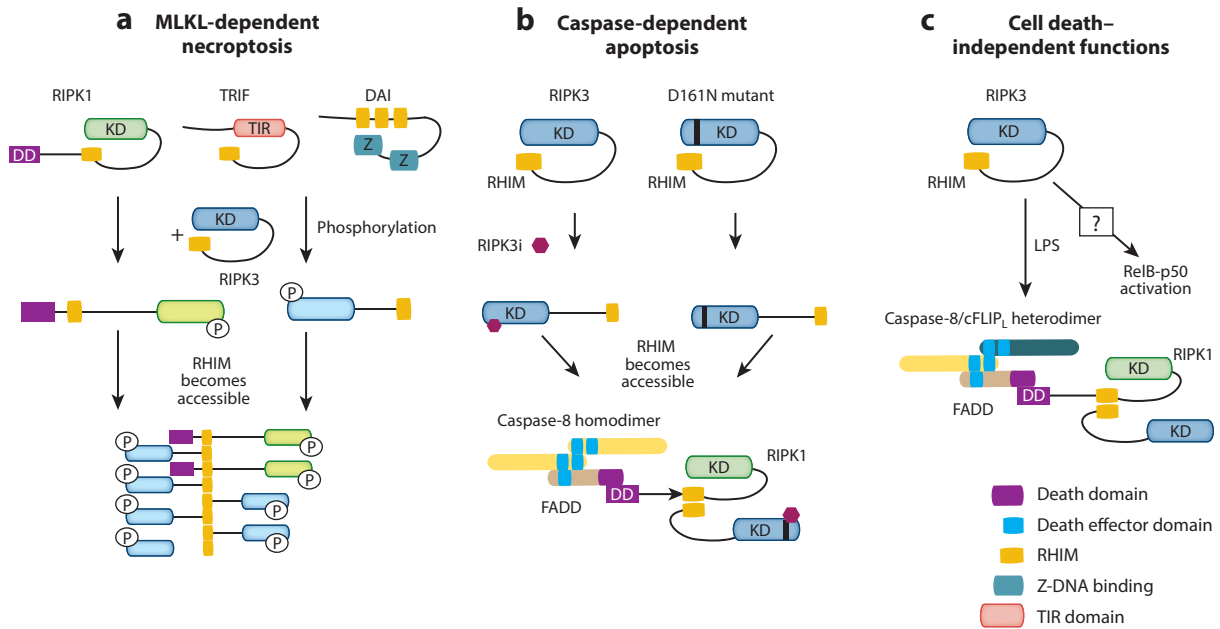 a MLKL-dependent
necroptosis
RIPK1
TRIF
DAI
KD
TIR
DD
Z
Z
+
KD
Phosphorylation
RIPK3
P
P
RHIM
becomes
accessible
P
P
P
P
P
P
P
P
b Caspase-dependent
apoptosis
RIPK3
D161N mutant
KD
KD
RHIM
RHIM
RIPK3i
KD
KD
RHIM
becomes
accessible
Caspase-8 homodimer
RIPK1
KD
DD
FADD
KD
c Cell death–
independent functions
RIPK3
KD
RHIM
?
LPS
RelB-p50
activation
Caspase-8/cFLIPL heterodimer
RIPK1
KD
DD
FADD
KD
Death domain
Death effector domain
RHIM
Z-DNA binding
TIR domain